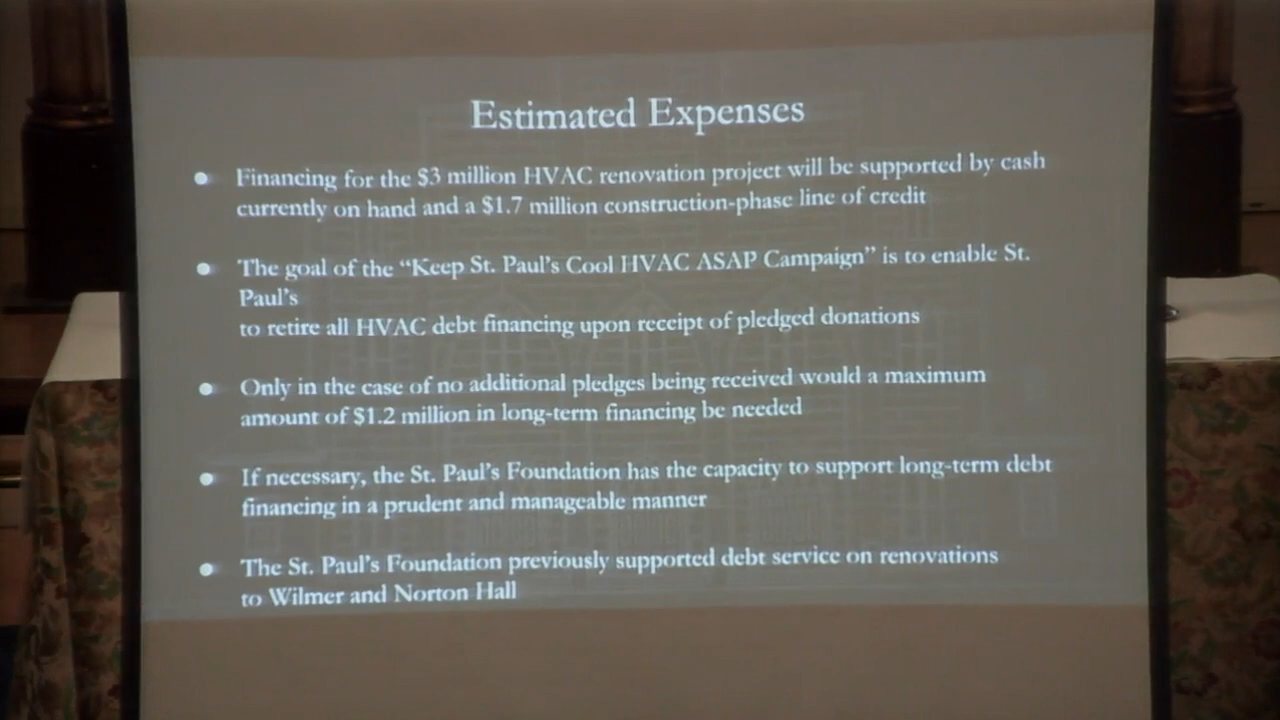 Estimated Expenses
● Financing for the $3 million HVAC renovation project will be supported by cash
currently on hand and a $1.7 million construction-phase line of credit
● The goal of the “Keep St. Paul’s Cool HVAC ASAP Campaign” is to enable St.
Paul’s
to retire all HVAC debt financing upon receipt of pledged donations
● Only in the case of no additional pledges being received would a maximum
amount of $1.2 million in long-term financing be needed
● If necessary, the St. Paul’s Foundation has the capacity to support long-term debt
financing in a prudent and manageable manner
● The St. Paul’s Foundation previously supported debt service on renovations
to Wilmer and Norton Hall